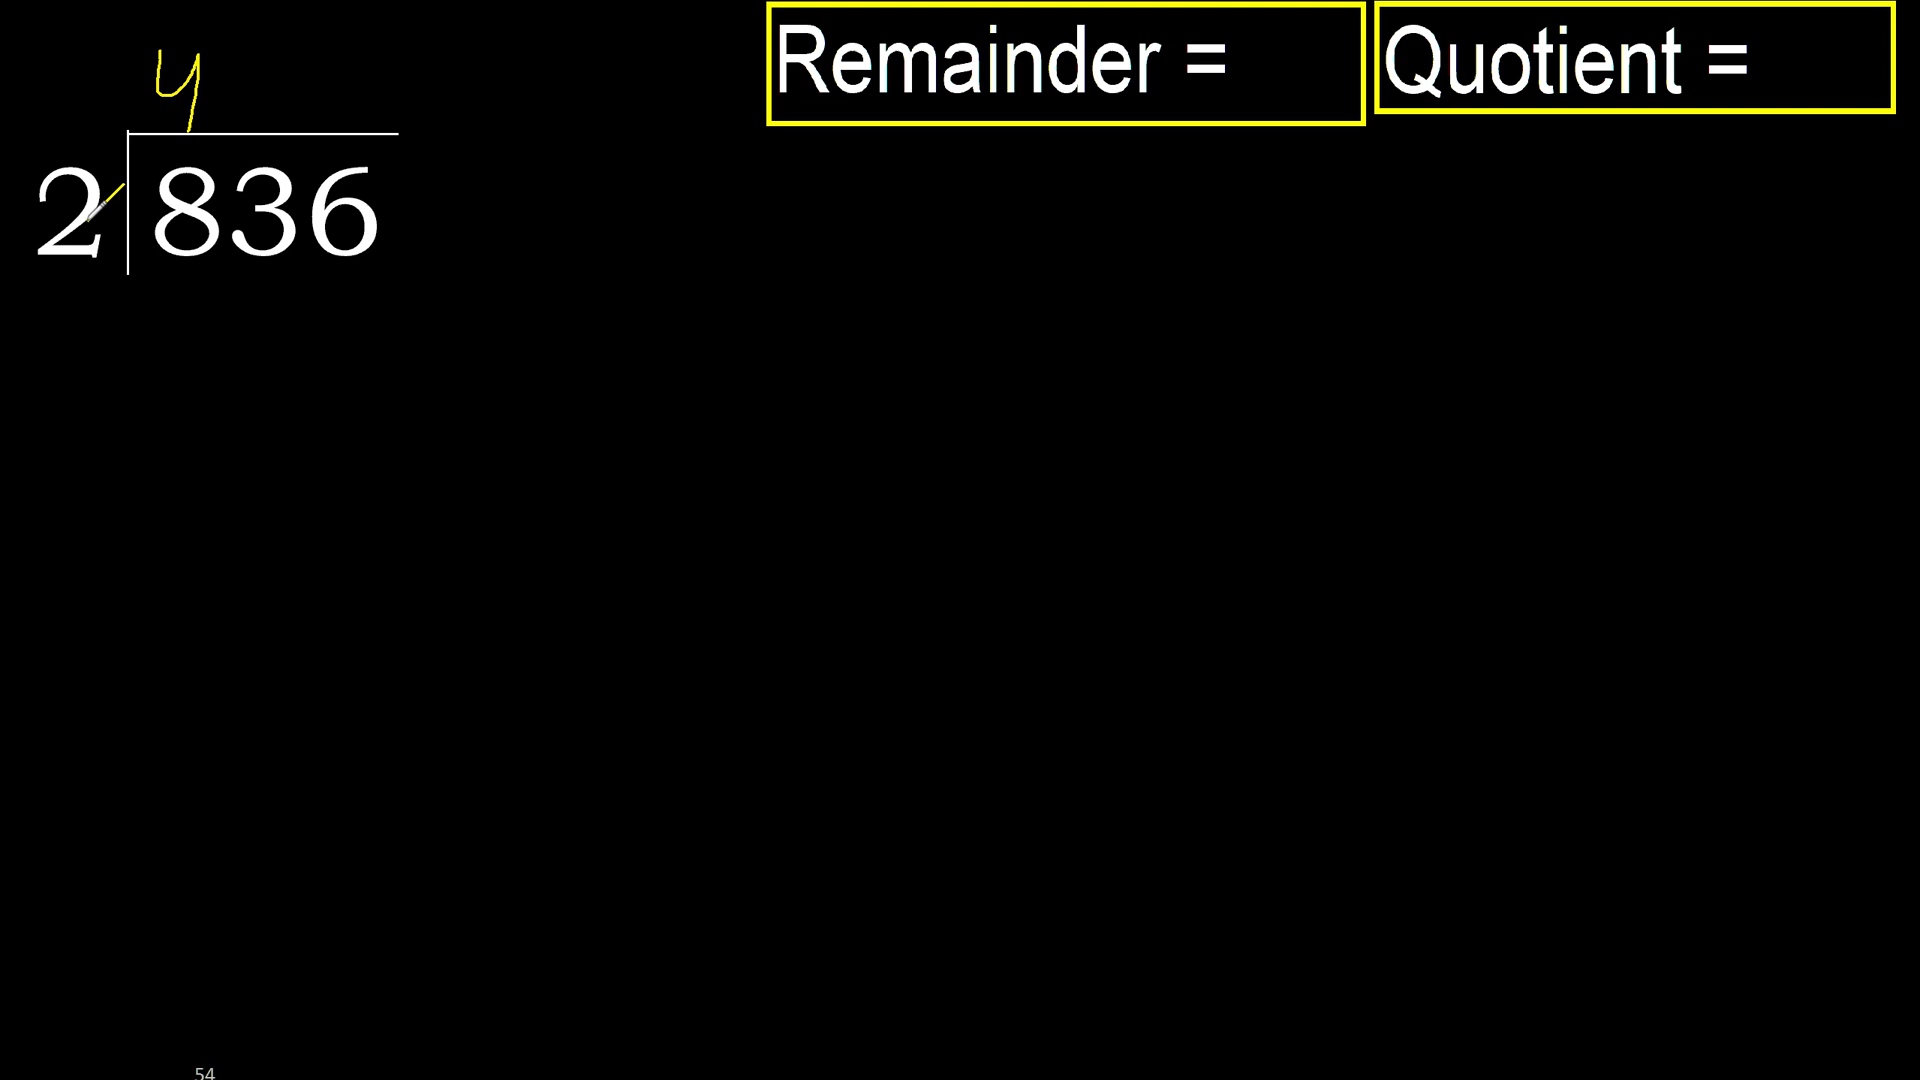 Remainder = Quotient =
4
2 836
54